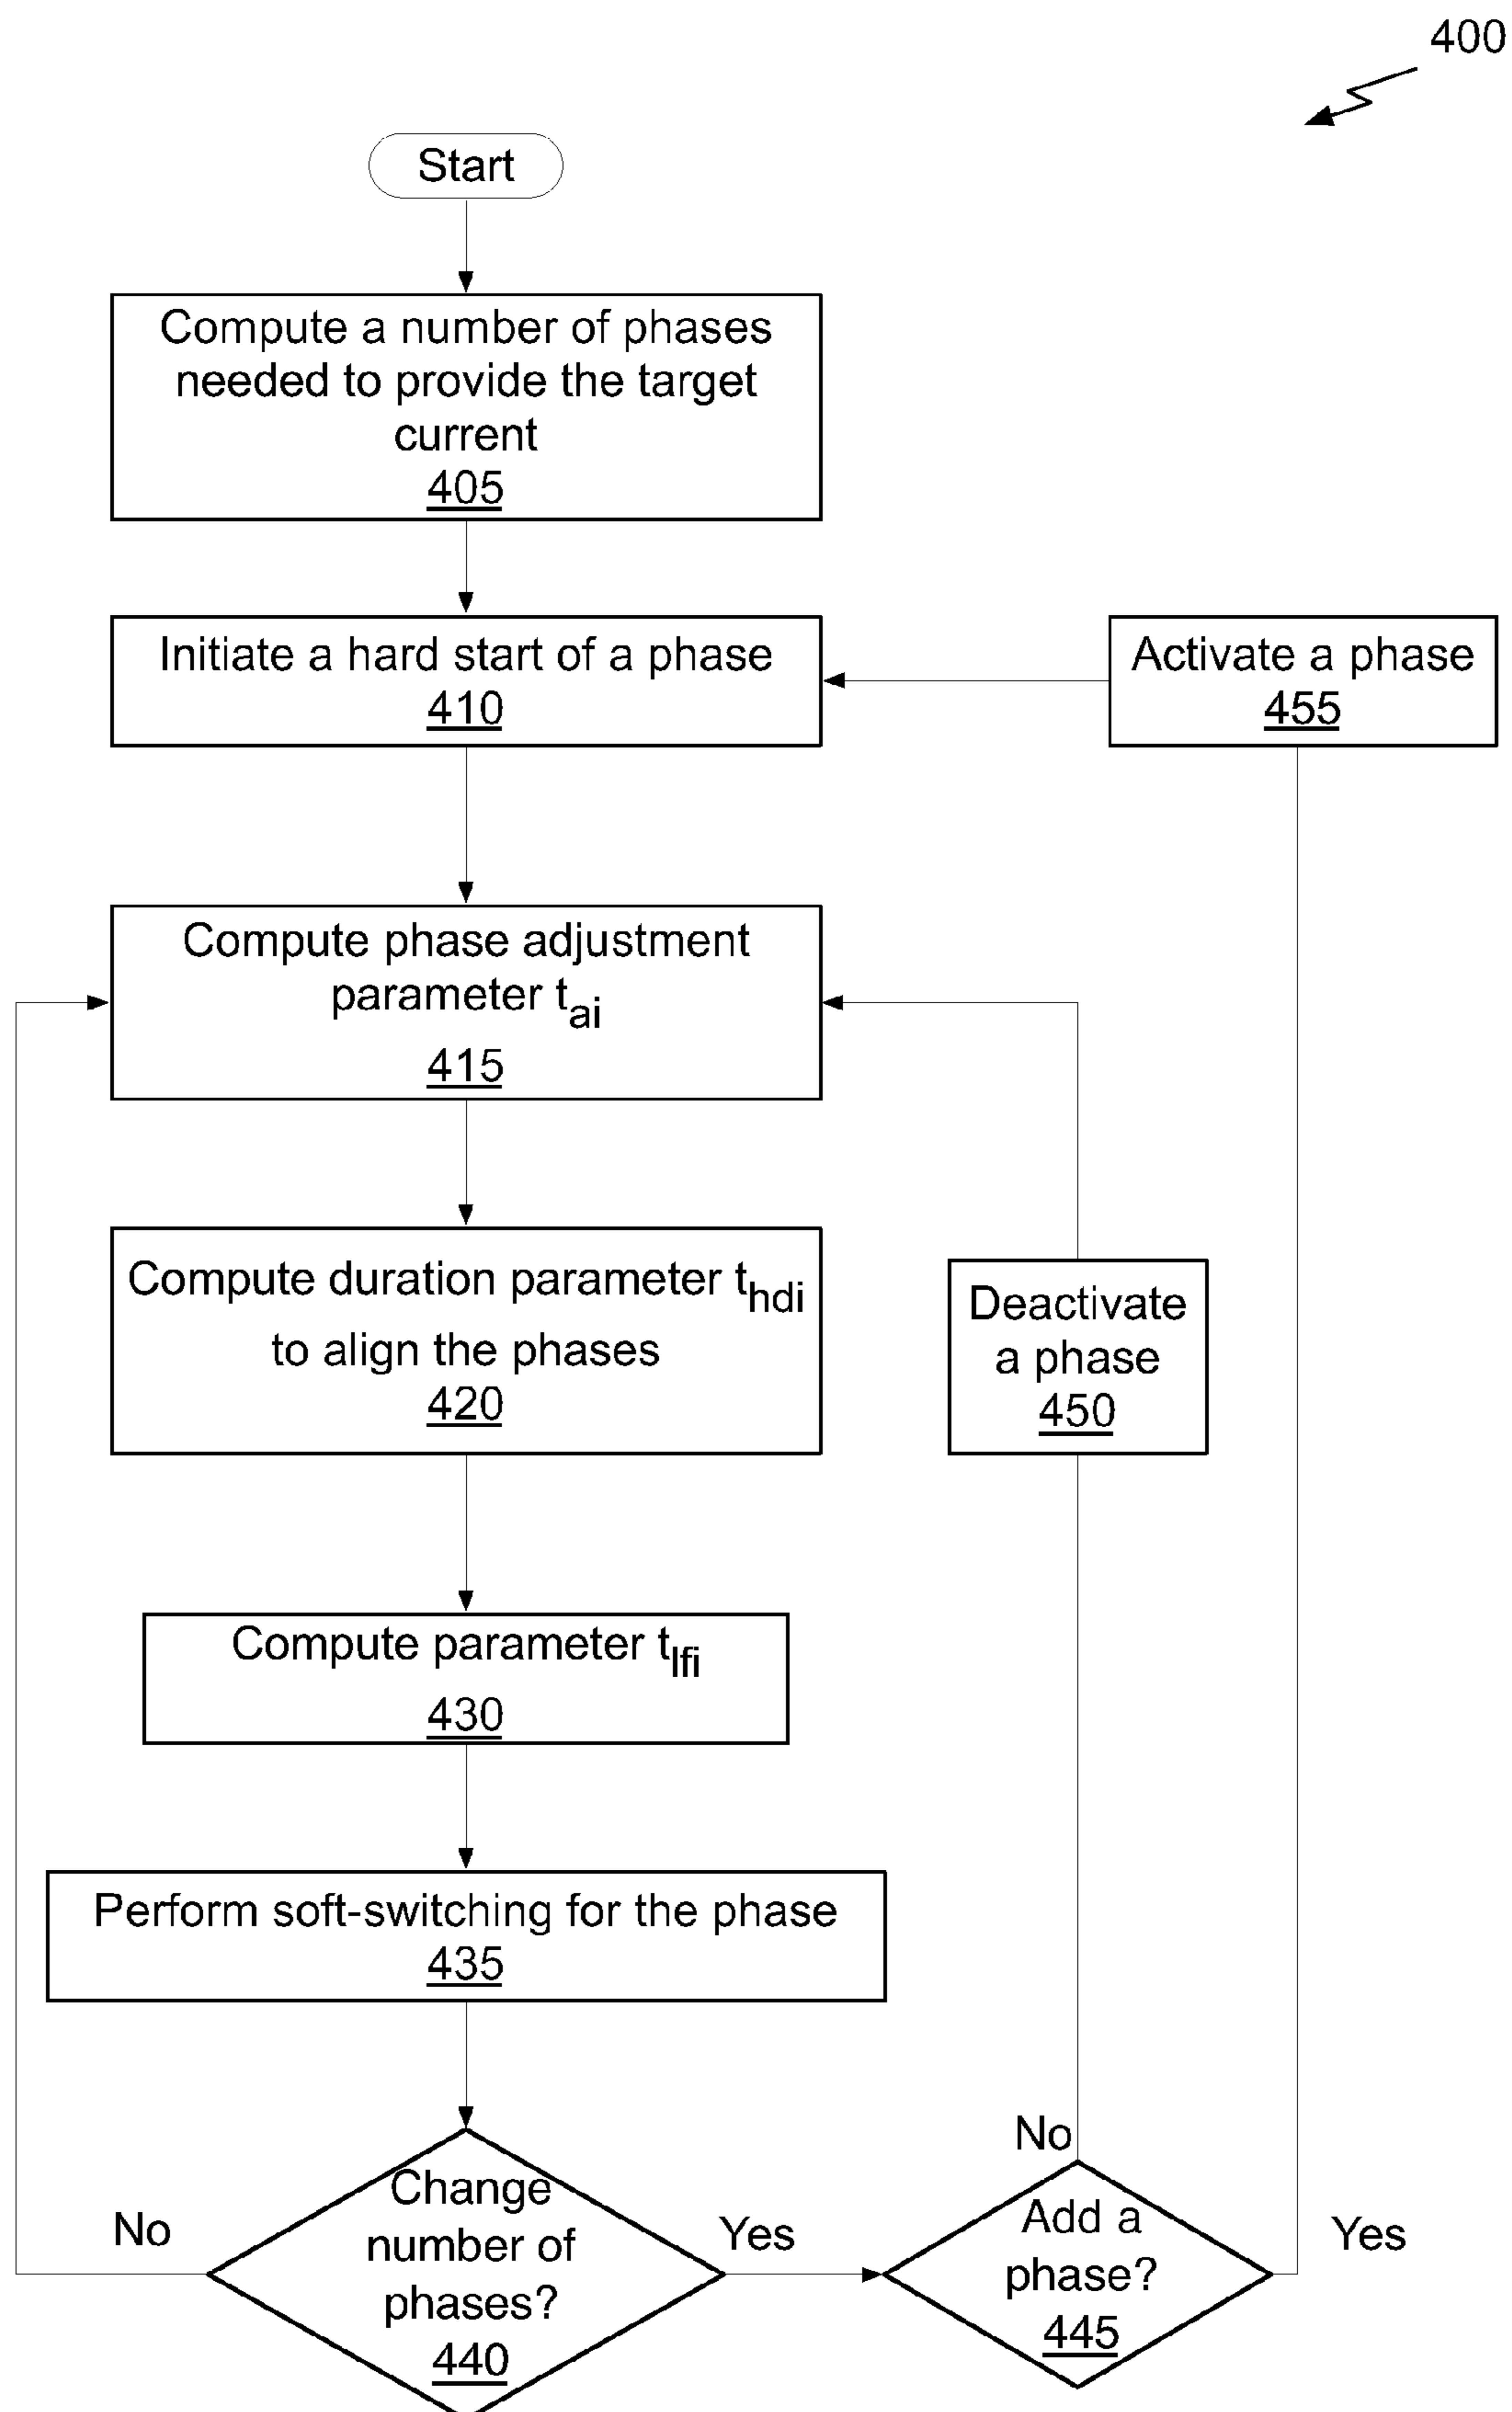 400
Start
Compute a number of phases
needed to provide the target
current
405
Initiate a hard start of a phase
410
Activate a phase
455
Compute phase adjustment
parameter tai
415
Compute duration parameter thdi
to align the phases
420
Deactivate
a phase
450
Compute parameter tlfi
430
Perform soft-switching for the phase
435
Change
number of
phases?
440
No
Yes
Add a
phase?
445
No
Yes